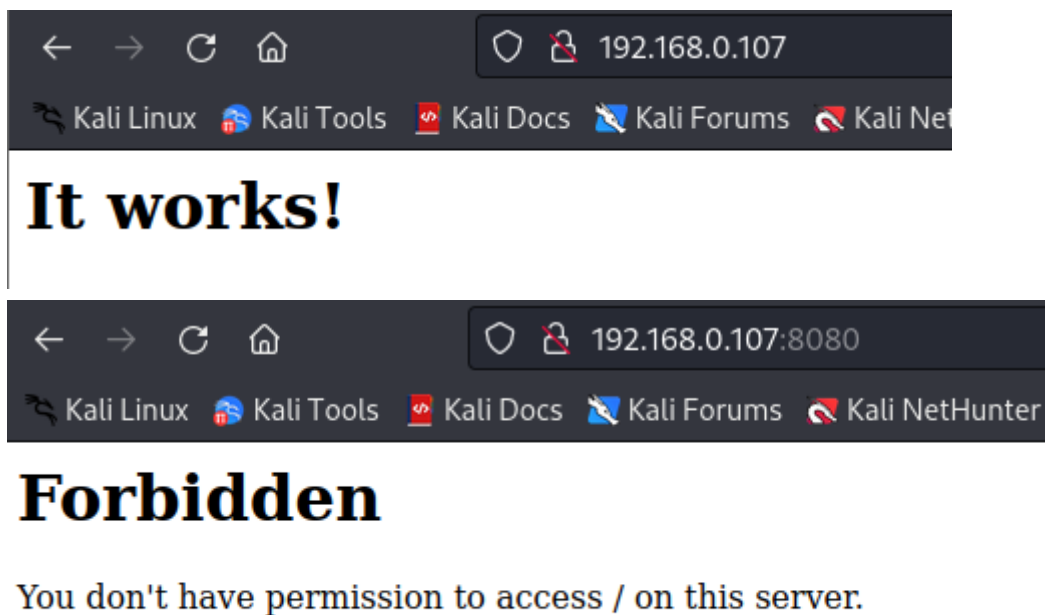 192.168.0.107
Kali Linux Kali Tools Kali Docs Kali Forums Kali Net
It works!
192.168.0.107:8080
Kali Linux Kali Tools Kali Docs Kali Forums Kali NetHunter
Forbidden
You don't have permission to access / on this server.